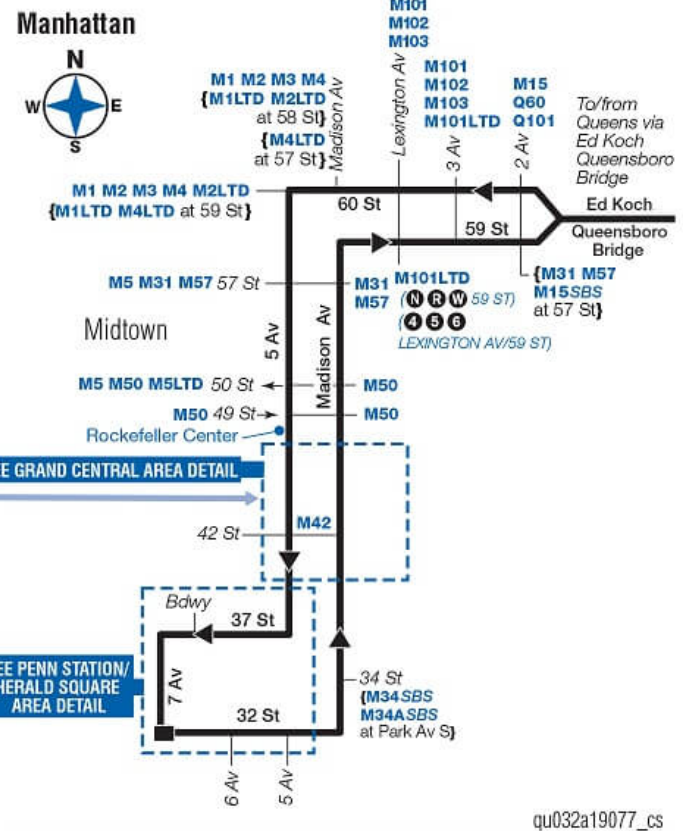 Manhattan
N
W
E
S
M101
M102
M103
Lexington Av
M1 M2 M3 M4
{M1LTD M2LTD
at 58 St}
{M4LTD
at 57 St}
Madison Av
M101
M102
M103
M101LTD
3 Av
M15
Q60
Q101
2 Av
To/from
Queens via
Ed Koch
Queensboro
Bridge
M1 M2 M3 M4 M2LTD
{M1LTD M4LTD at 59 St}
60 St
59 St
Ed Koch
Queensboro
Bridge
M5 M31 M57 57 St
M31
M57
M101LTD
(N R W 59 ST)
(4 5 6
LEXINGTON AV/59 ST)
{M31 M57
M15SBS
at 57 St}
Midtown
5 Av
Madison Av
M5 M50 M5LTD 50 St
M50
M50 49 St
M50
Rockefeller Center
E GRAND CENTRAL AREA DETAIL
42 St
M42
Bdwy
37 St
7 Av
EE PENN STATION/
HERALD SQUARE
AREA DETAIL
32 St
34 St
{M34SBS
M34ASBS
at Park Av S}
6 Av
5 Av
qu032a19077_cs